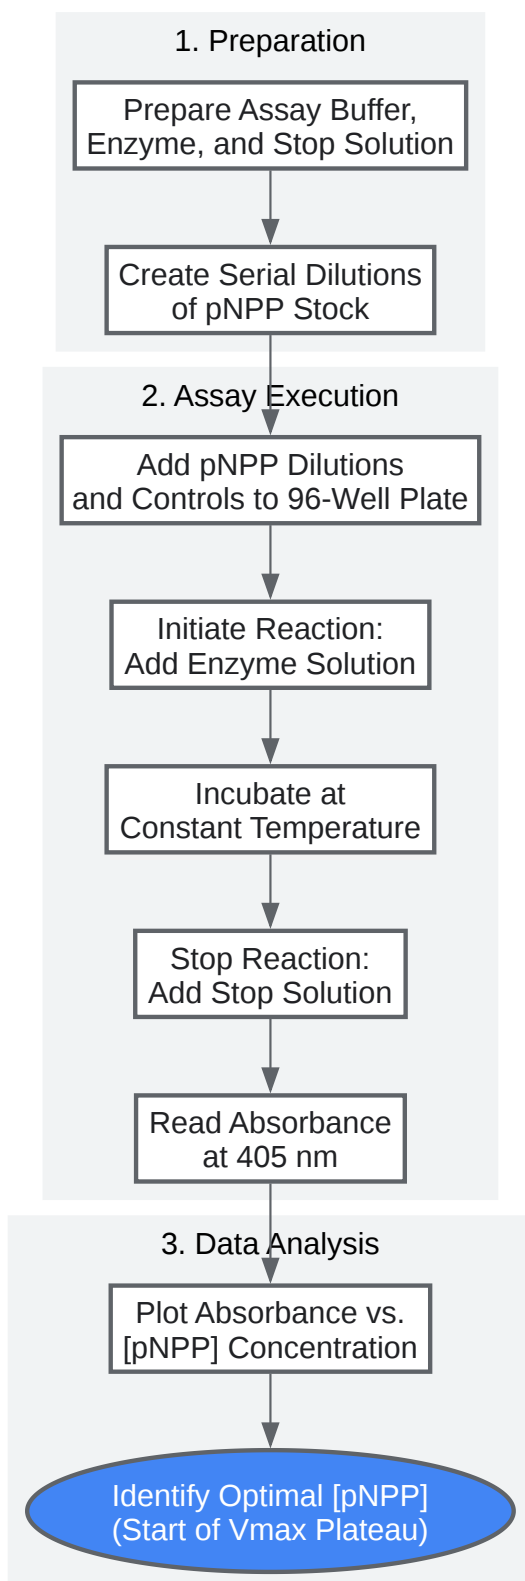 1. Preparation
Prepare Assay Buffer,
Enzyme, and Stop Solution
Create Serial Dilutions
of pNPP Stock
2. Assay Execution
Add pNPP Dilutions
and Controls to 96-Well Plate
Initiate Reaction:
Add Enzyme Solution
Incubate at
Constant Temperature
Stop Reaction:
Add Stop Solution
Read Absorbance
at 405 nm
3. Data Analysis
Plot Absorbance vs.
[pNPP] Concentration
Identify Optimal [pNPP]
(Start of Vmax Plateau)